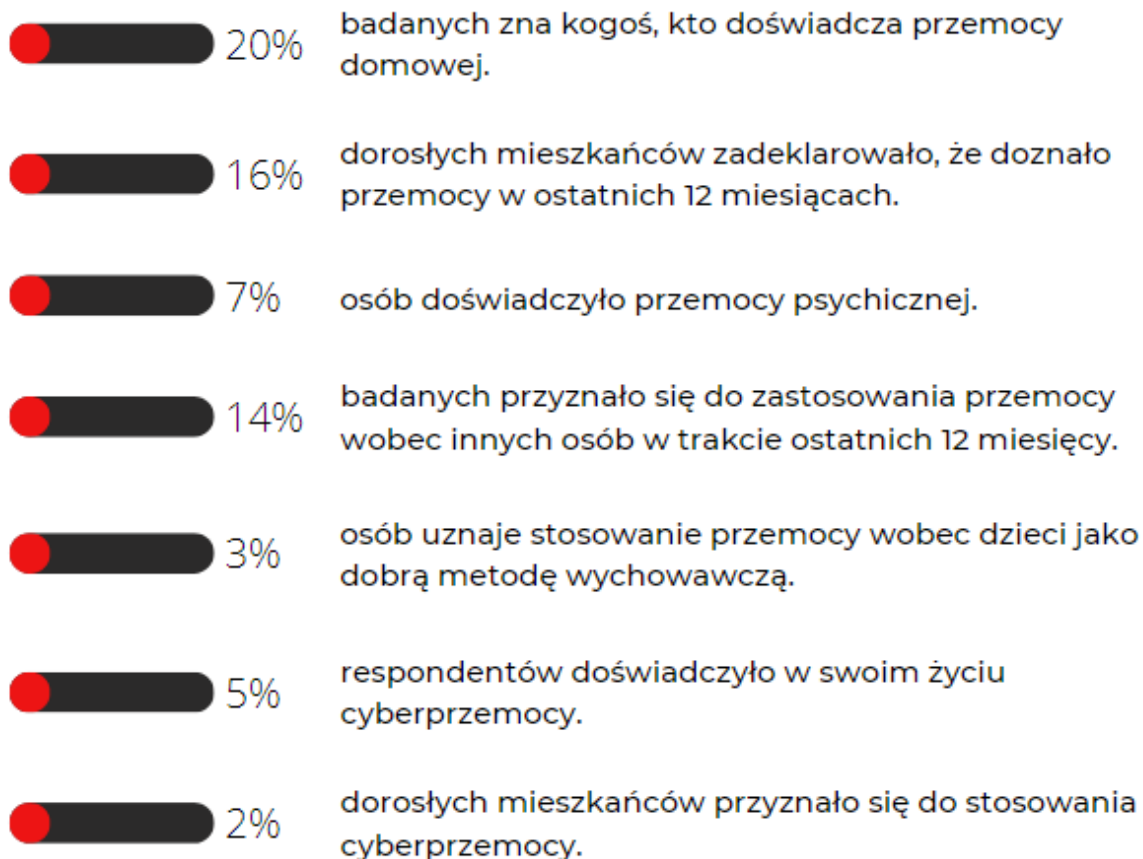 20%
badanych zna kogoś, kto doświadcza przemocy
domowej.
16%
dorosłych mieszkańców zadeklarowało, że doznało
przemocy w ostatnich 12 miesiącach.
7%
osób doświadczyło przemocy psychicznej.
14%
badanych przyznało się do zastosowania przemocy
wobec innych osób w trakcie ostatnich 12 miesięcy.
3%
osób uznaje stosowanie przemocy wobec dzieci jako
dobrą metodę wychowawczą.
5%
respondentów doświadczyło w swoim życiu
cyberprzemocy.
2%
dorosłych mieszkańców przyznało się do stosowania
cyberprzemocy.